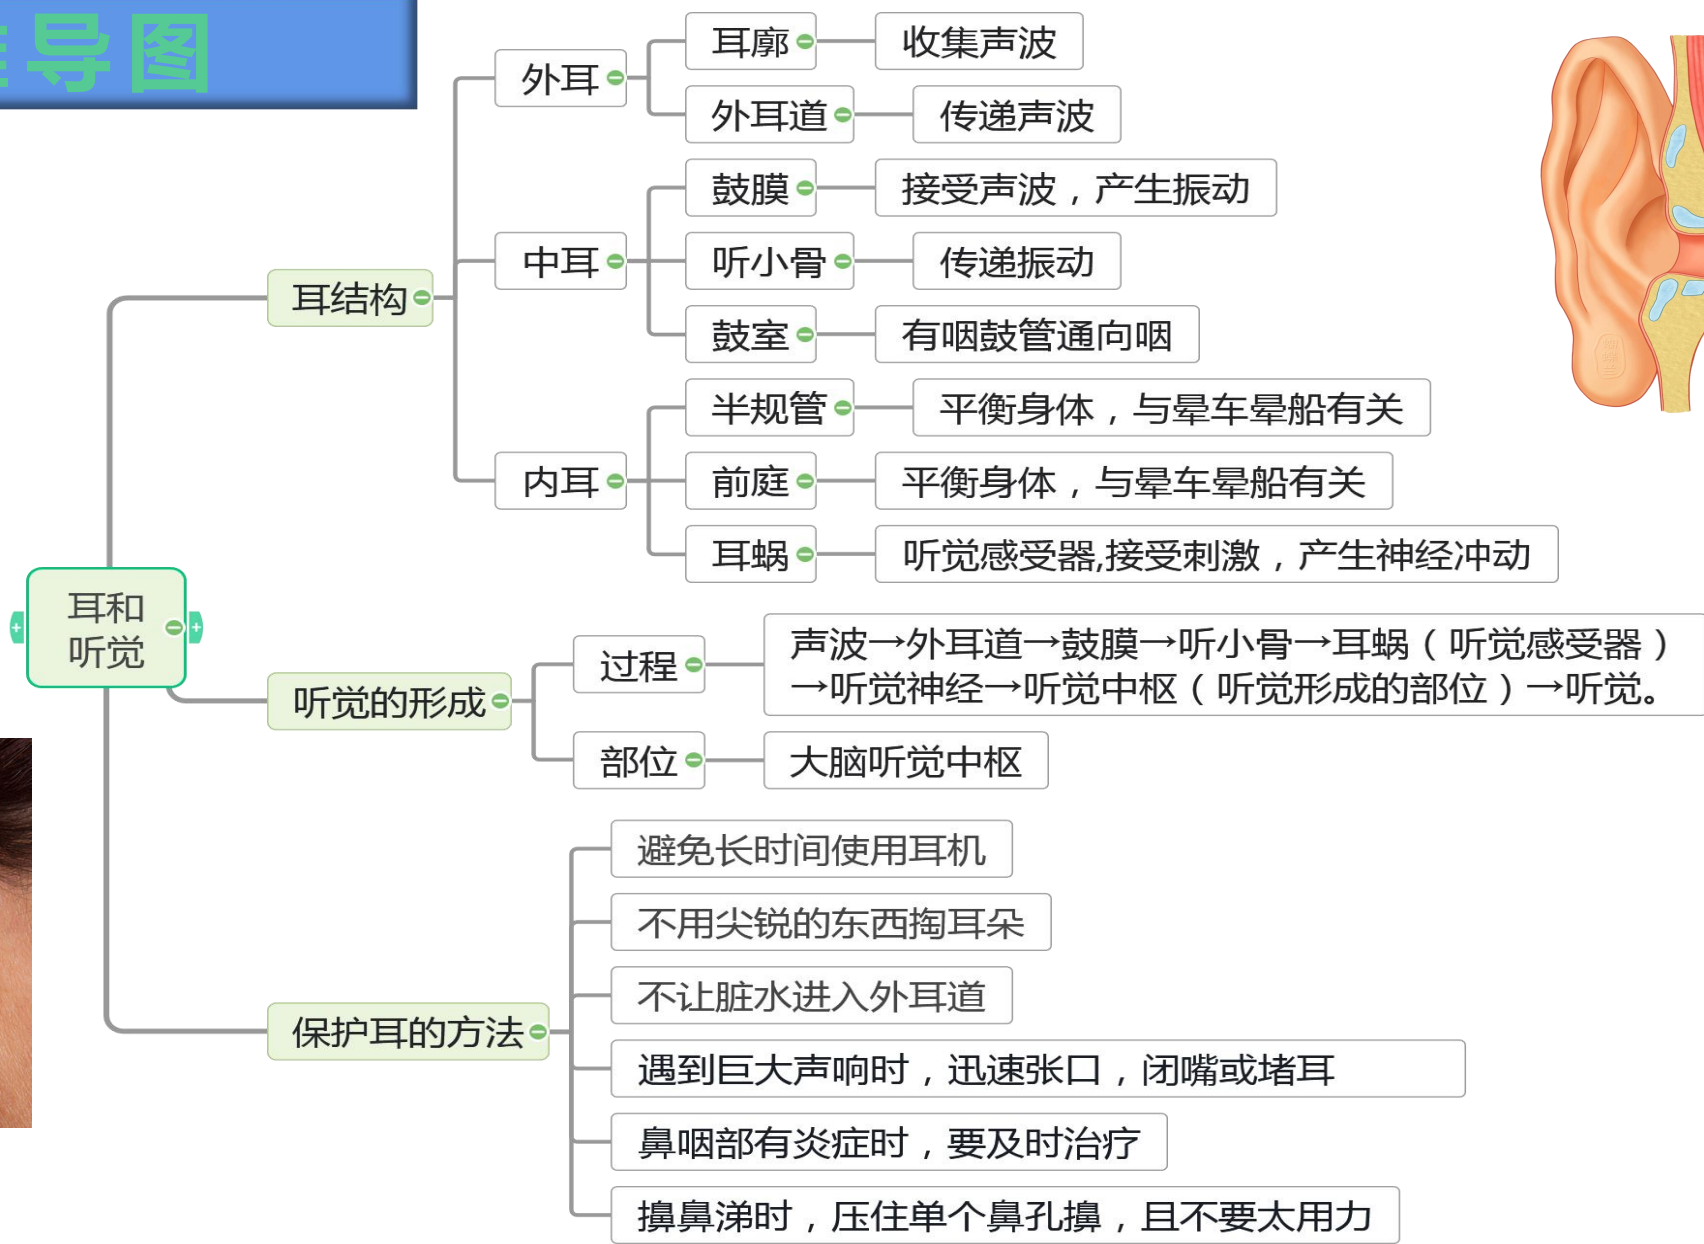 导图
外耳
耳廓
收集声波
外耳道
传递声波
中耳
鼓膜
接受声波，产生振动
听小骨
传递振动
鼓室
有咽鼓管通向咽
耳结构
内耳
半规管
平衡身体，与晕车晕船有关
前庭
平衡身体，与晕车晕船有关
耳蜗
听觉感受器,接受刺激，产生神经冲动
耳和
听觉
听觉的形成
过程
声波→外耳道→鼓膜→听小骨→耳蜗（听觉感受器）
→听觉神经→听觉中枢（听觉形成的部位）→听觉。
部位
大脑听觉中枢
保护耳的方法
避免长时间使用耳机
不用尖锐的东西掏耳朵
不让脏水进入外耳道
遇到巨大声响时，迅速张口，闭嘴或堵耳
鼻咽部有炎症时，要及时治疗
擤鼻涕时，压住单个鼻孔擤，且不要太用力